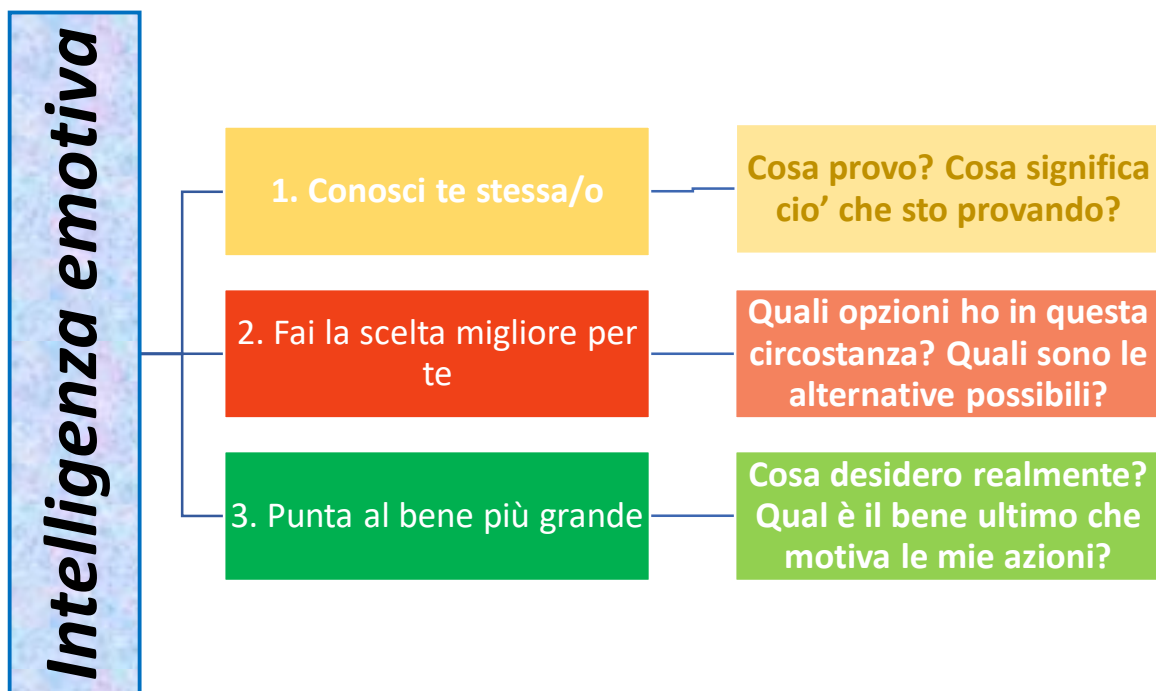 Intelligenza emotiva
1. Conosci te stessa/o
Cosa provo? Cosa significa
cio’ che sto provando?
2. Fai la scelta migliore per
te
Quali opzioni ho in questa
circostanza? Quali sono le
alternative possibili?
3. Punta al bene più grande
Cosa desidero realmente?
Qual è il bene ultimo che
motiva le mie azioni?